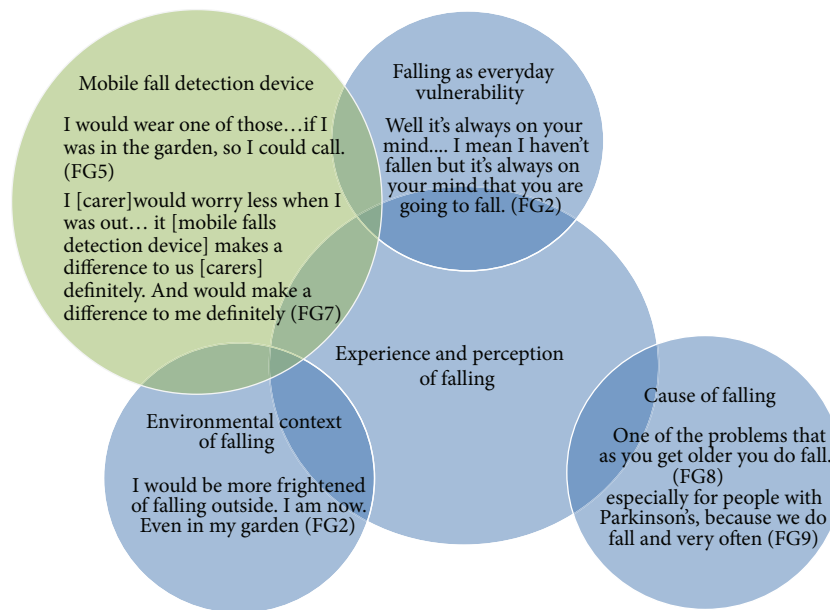 Mobile fall detection device
I would wear one of those…if I
was in the garden, so I could call.
(FG5)
I [carer]would worry less when I
was out… it [mobile falls
detection device] makes a
difference to us [carers]
definitely. And would make a
difference to me definitely (FG7)
Falling as everyday
vulnerability
Well it's always on your
mind.... I mean I haven't
fallen but it's always on
your mind that you are
going to fall. (FG2)
Experience and perception
of falling
Environmental context
of falling
I would be more frightened
of falling outside. I am now.
Even in my garden (FG2)
Cause of falling
One of the problems that
as you get older you do fall.
(FG8)
especially for people with
Parkinson's, because we do
fall and very often (FG9)